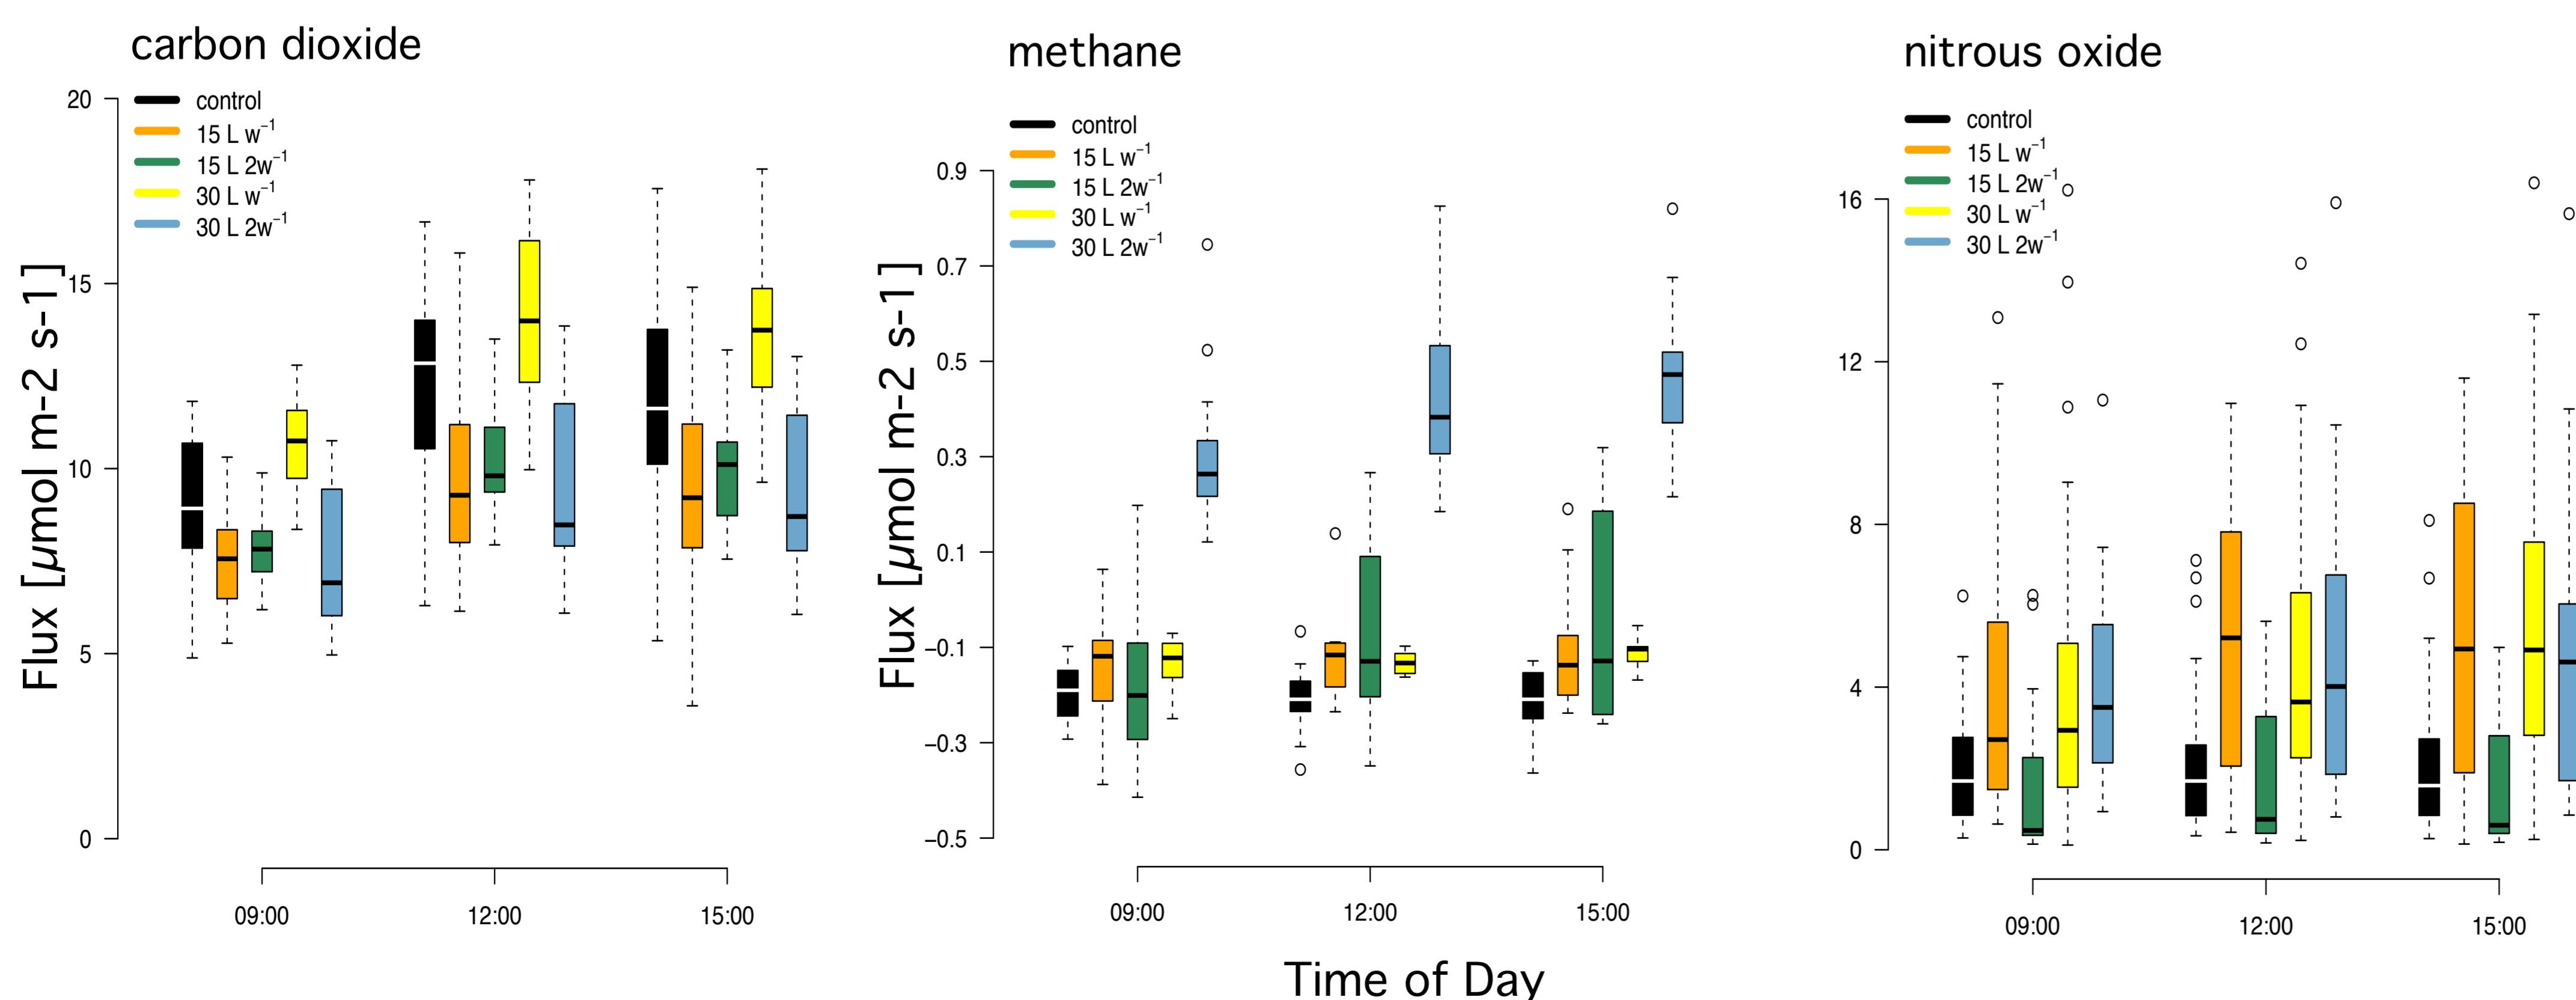 carbon dioxide
20
15
10
5
0
control
15 L w⁻¹
15 L 2w⁻¹
30 L w⁻¹
30 L 2w⁻¹
Flux [µmol m-2 s-1]
09:00 12:00 15:00
methane
0.9
0.7
0.5
0.3
0.1
−0.1
−0.3
−0.5
control
15 L w⁻¹
15 L 2w⁻¹
30 L w⁻¹
30 L 2w⁻¹
Flux [µmol m-2 s-1]
09:00 12:00 15:00
Time of Day
nitrous oxide
16
12
8
4
0
control
15 L w⁻¹
15 L 2w⁻¹
30 L w⁻¹
30 L 2w⁻¹
09:00 12:00 15:00